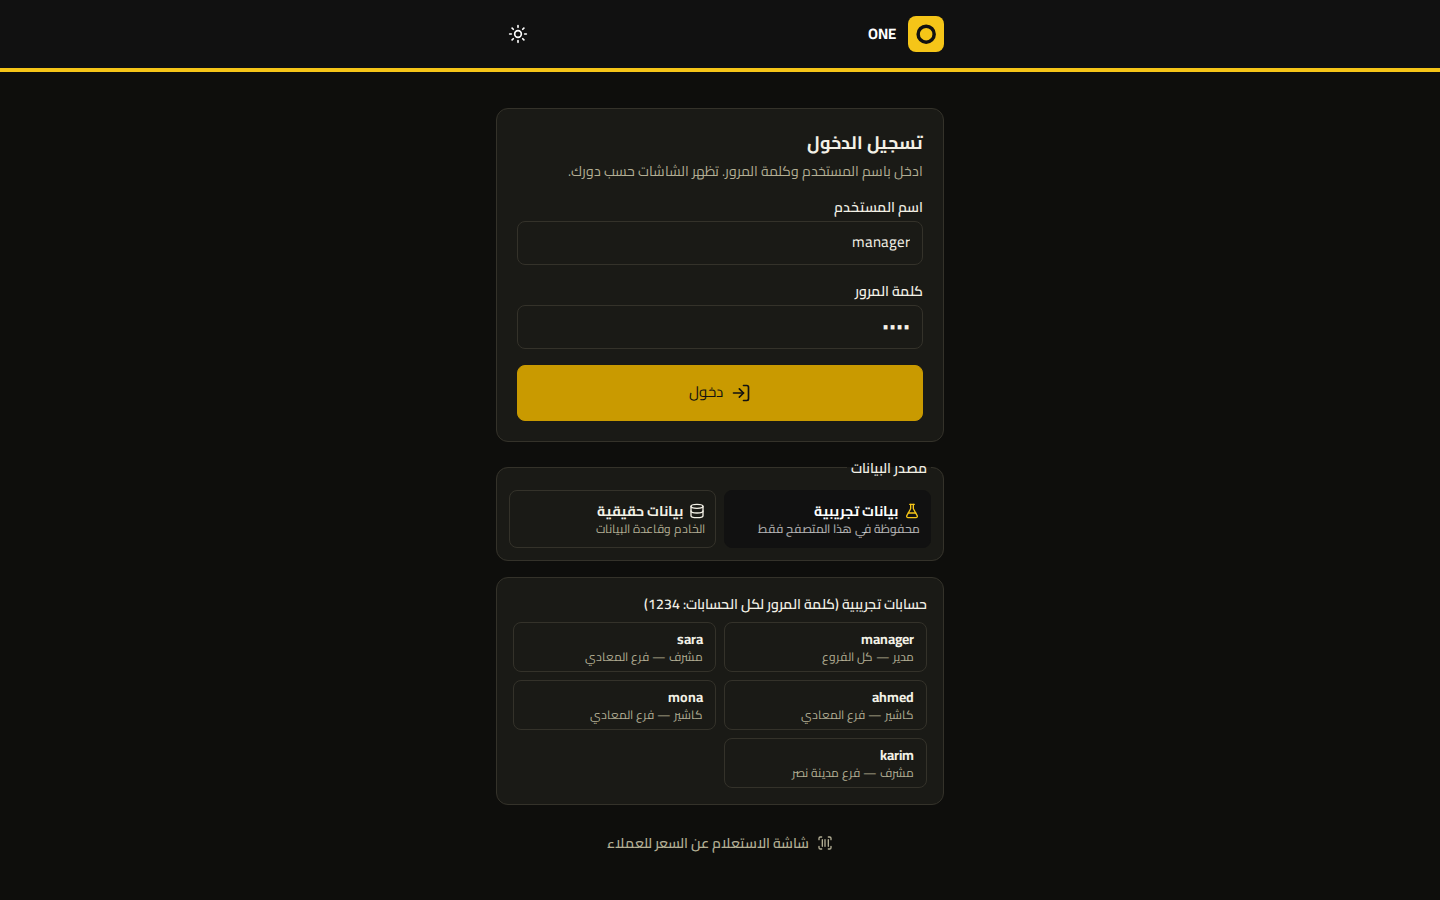 ONE
تسجيل الدخول
ادخل باسم المستخدم وكلمة المرور. تظهر الشاشات حسب دورك.
اسم المستخدم
manager
كلمة المرور
••••
دخول
مصدر البيانات
بيانات تجريبية
محفوظة في هذا المتصفح فقط
بيانات حقيقية
الخادم وقاعدة البيانات
حسابات تجريبية (كلمة المرور لكل الحسابات: 1234)
manager
مدير — كل الفروع
sara
مشرف — فرع المعادي
ahmed
كاشير — فرع المعادي
mona
كاشير — فرع المعادي
karim
مشرف — فرع مدينة نصر
شاشة الاستعلام عن السعر للعملاء